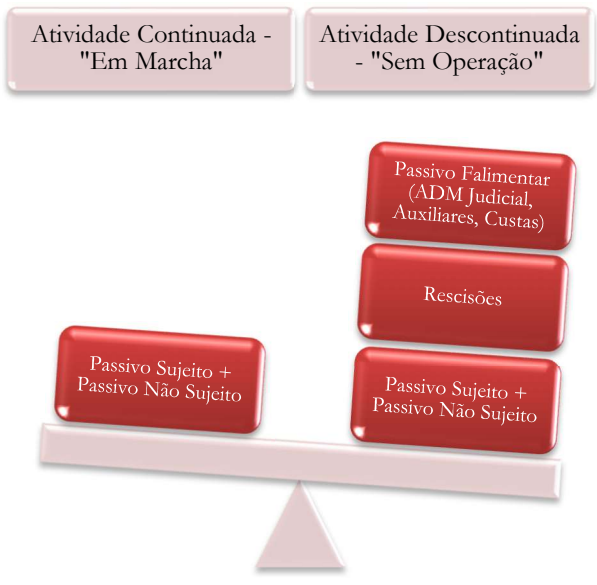 Atividade Continuada -
"Em Marcha"
Atividade Descontinuada
- "Sem Operação"
Passivo Falimentar
(ADM Judicial,
Auxiliares, Custas)
Rescisões
Passivo Sujeito +
Passivo Não Sujeito
Passivo Sujeito +
Passivo Não Sujeito